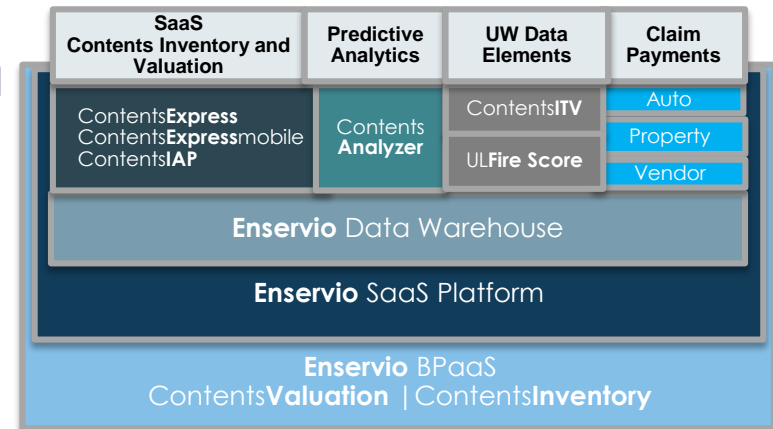 SaaS
Contents Inventory and
Valuation
Predictive
Analytics
UW Data
Elements
Claim
Payments
ContentsExpress
ContentsExpressmobile
ContentsIAP
Contents
Analyzer
ContentsITV
ULFire Score
Auto
Property
Vendor
Enservio Data Warehouse
Enservio SaaS Platform
Enservio BPaaS
ContentsValuation | ContentsInventory